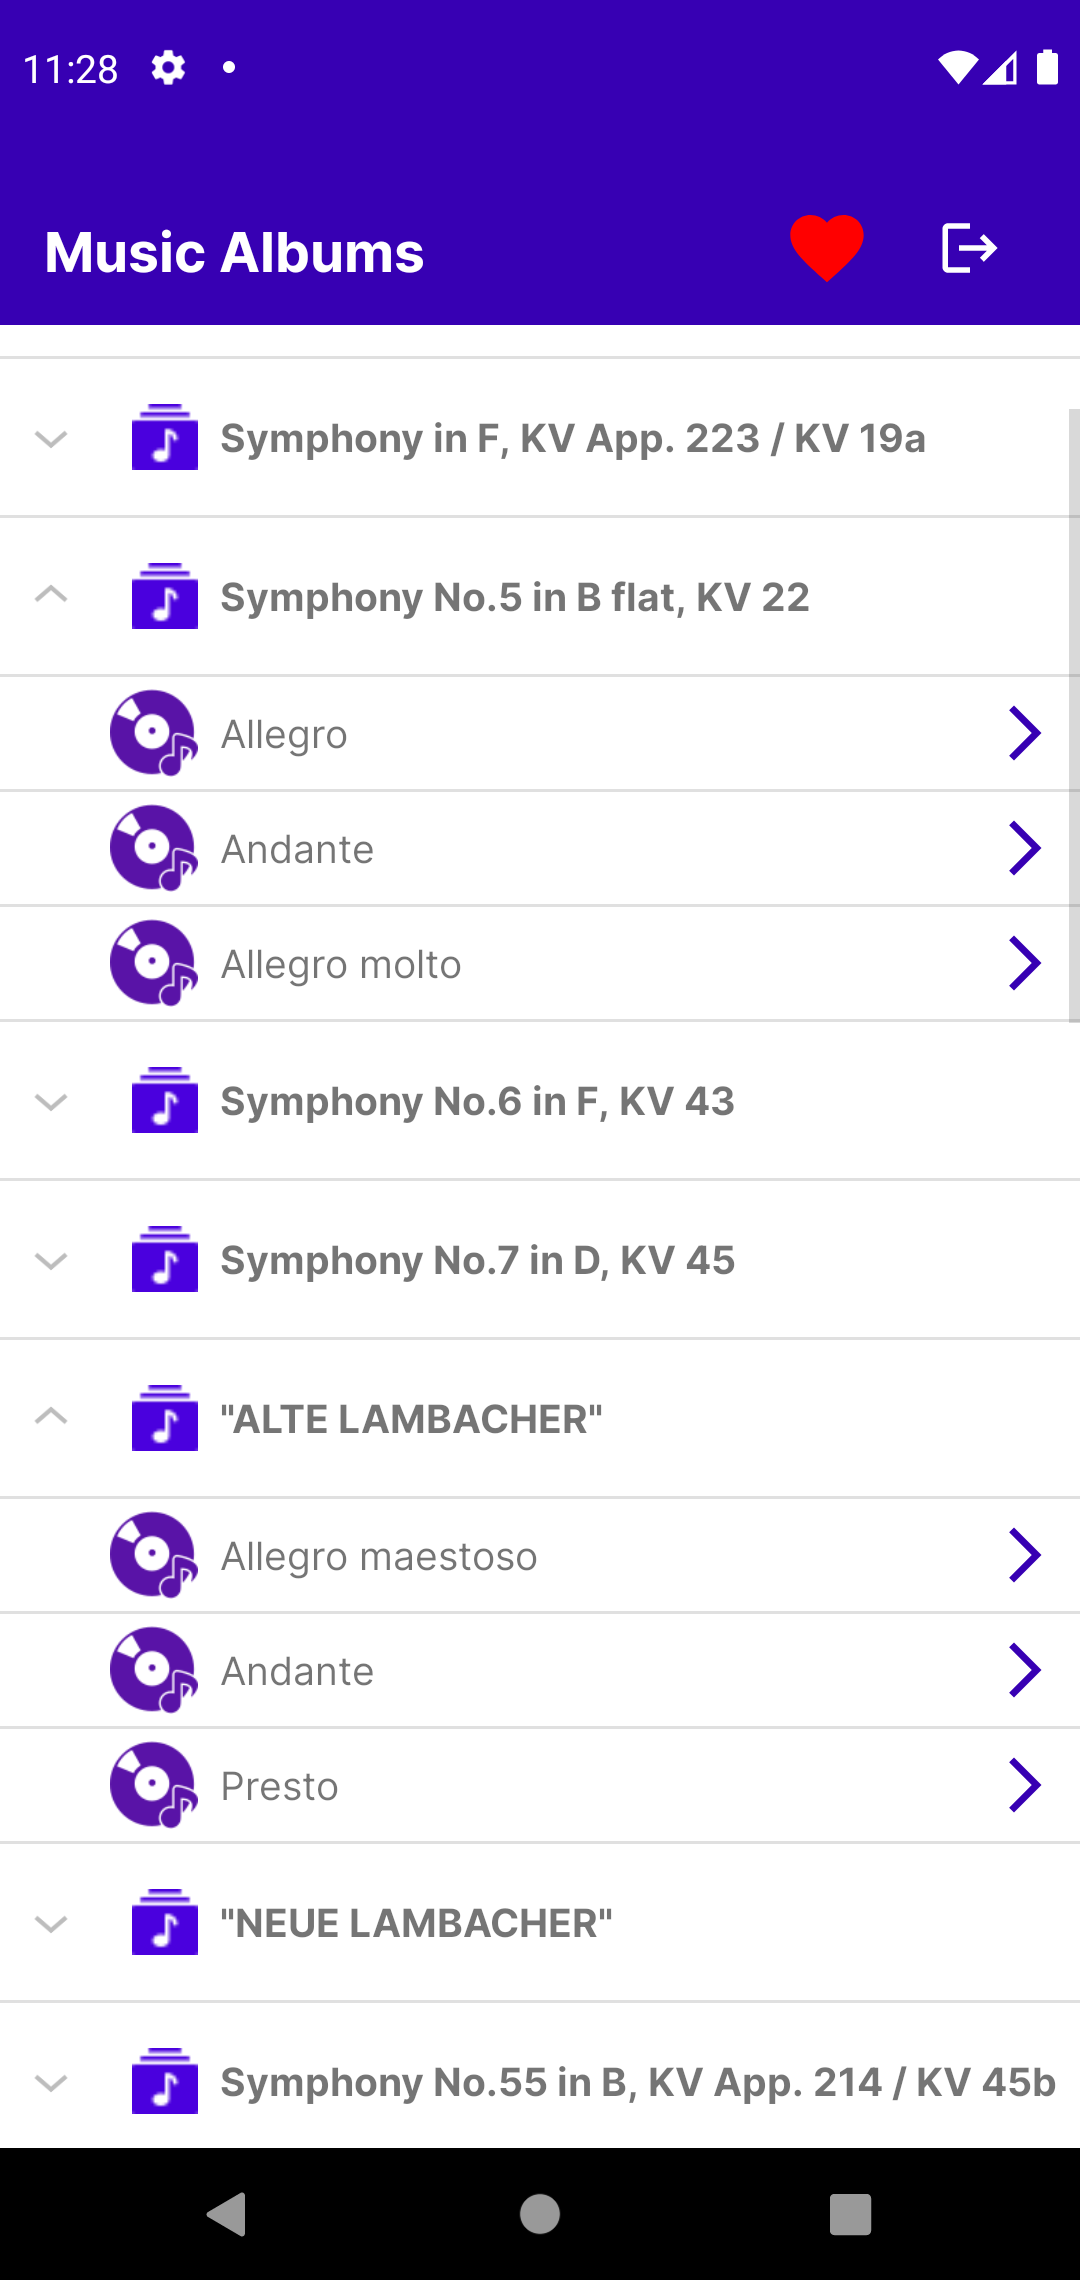 11:28
Music Albums
Symphony in F, KV App. 223 / KV 19a
Symphony No.5 in B flat, KV 22
Allegro
Andante
Allegro molto
Symphony No.6 in F, KV 43
Symphony No.7 in D, KV 45
"ALTE LAMBACHER"
Allegro maestoso
Andante
Presto
"NEUE LAMBACHER"
Symphony No.55 in B, KV App. 214 / KV 45b